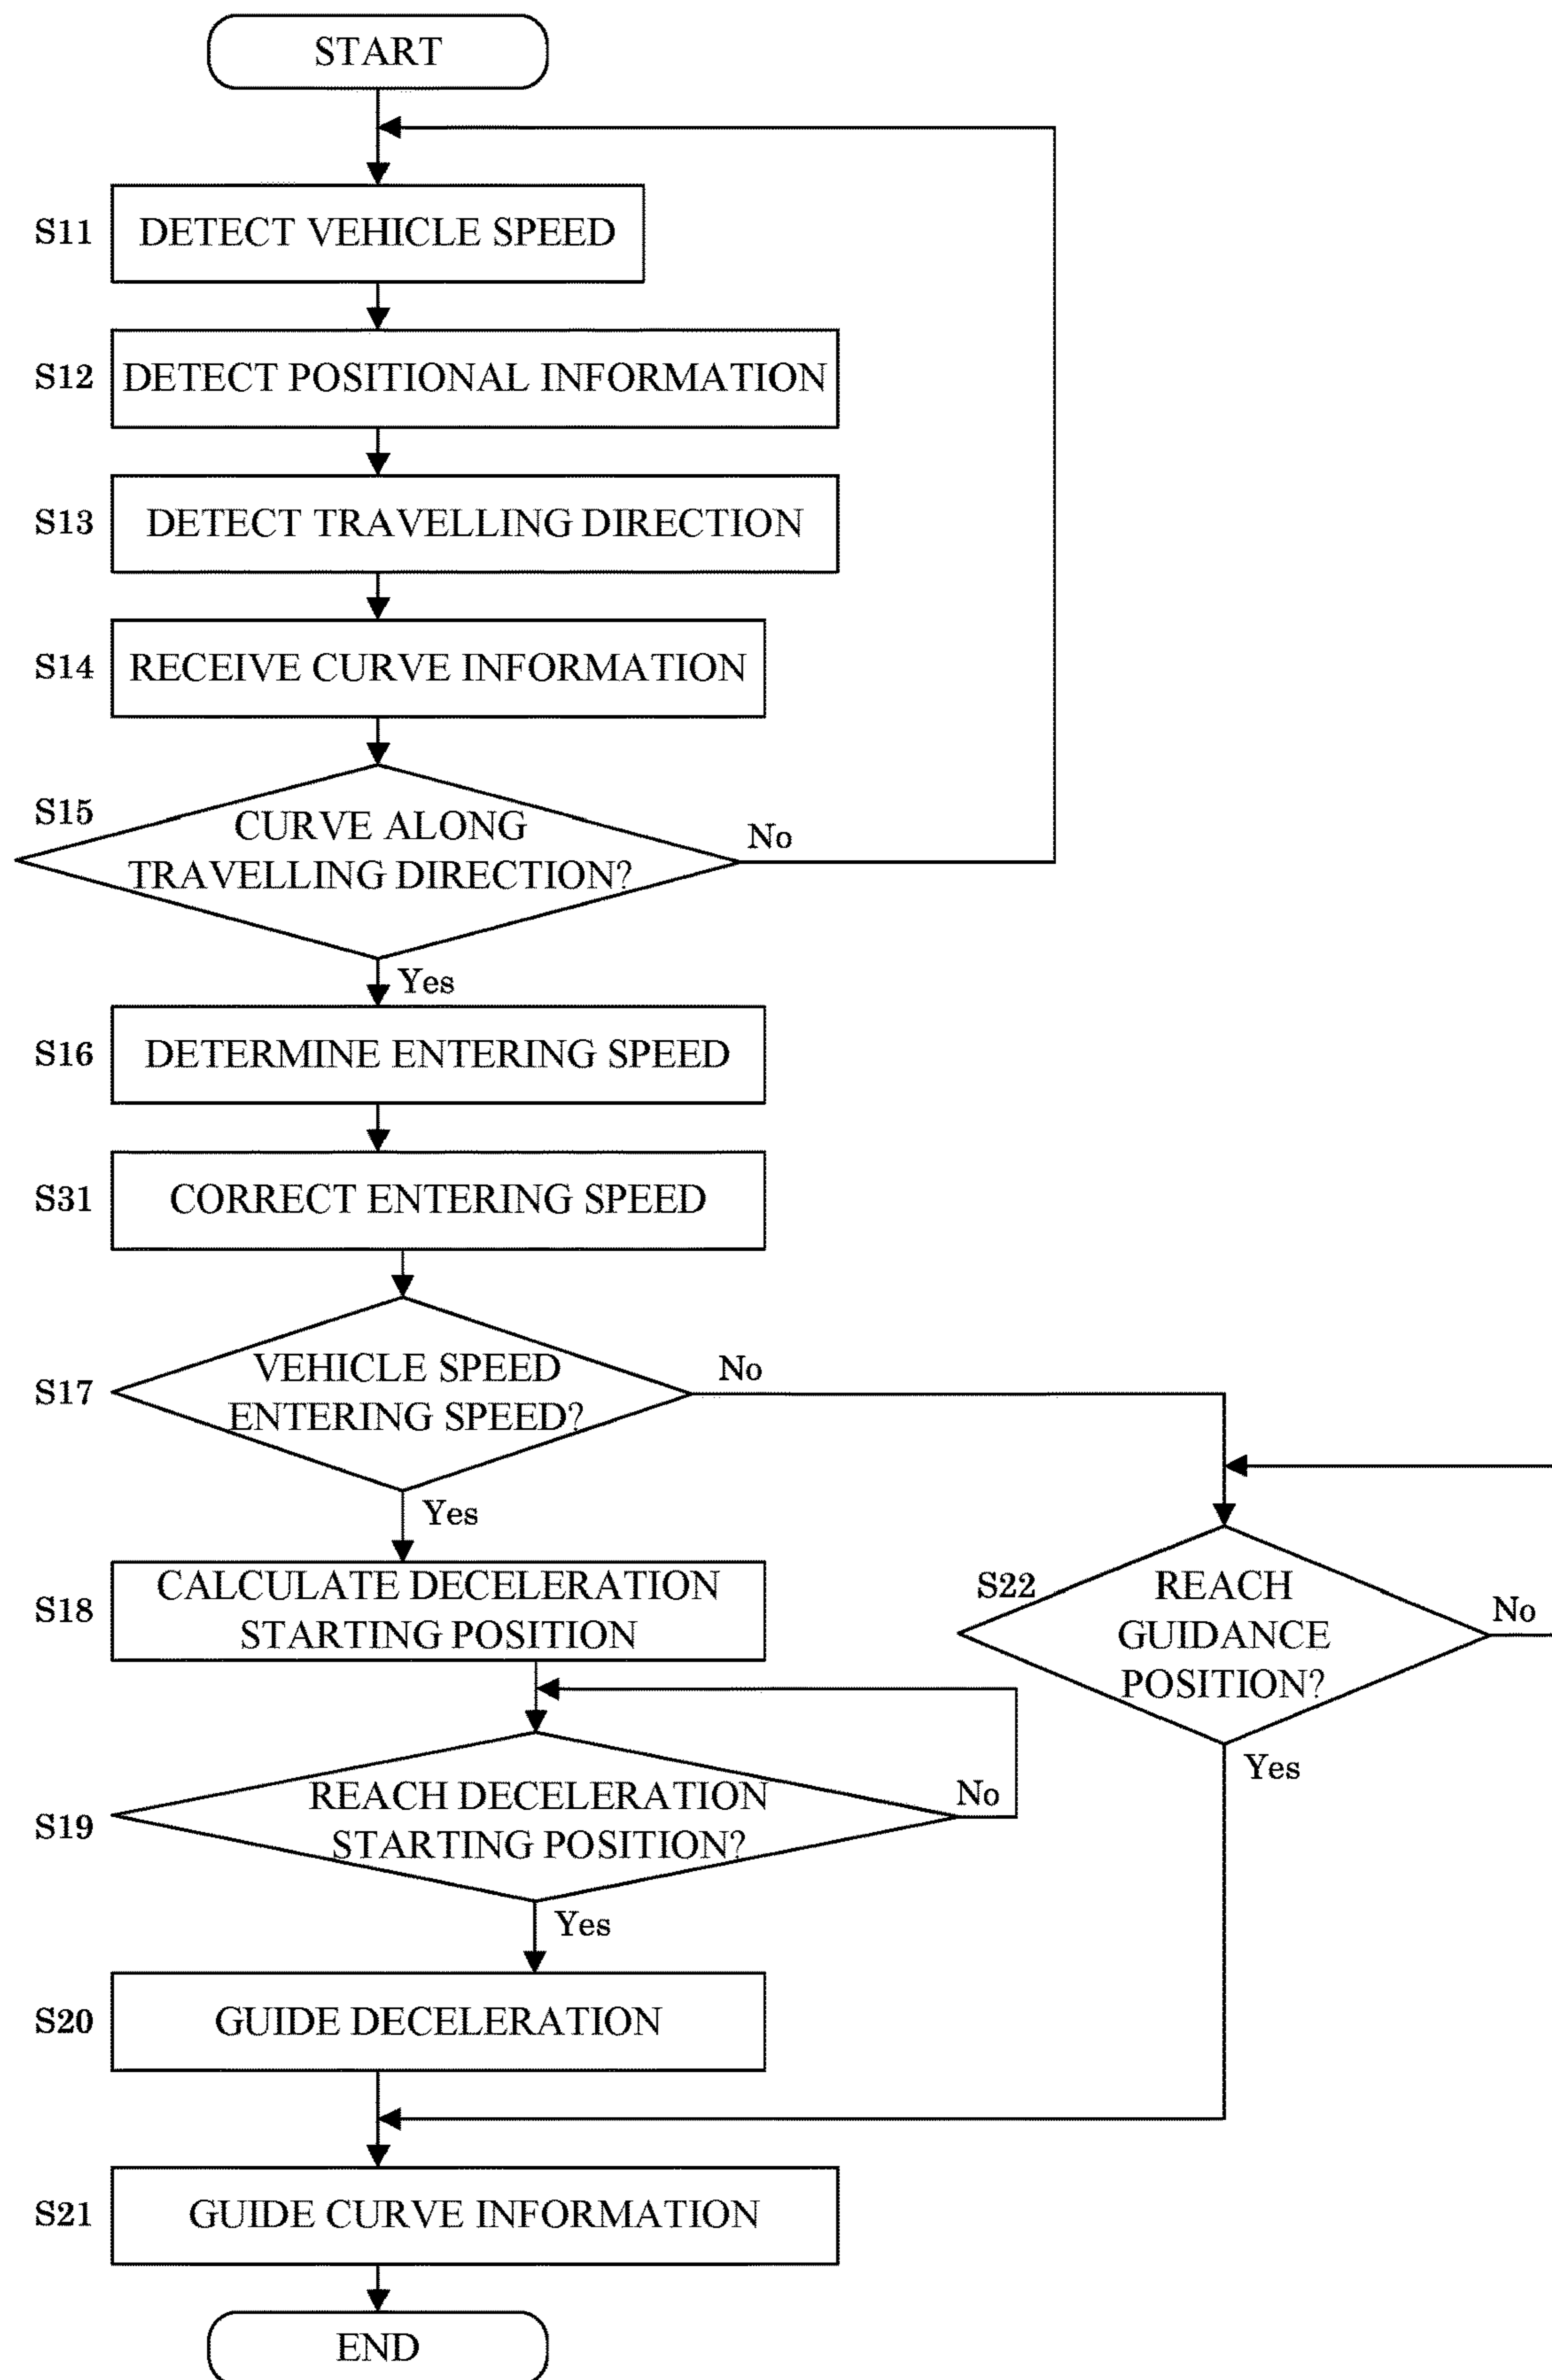 START
S11 DETECT VEHICLE SPEED
S12 DETECT POSITIONAL INFORMATION
S13 DETECT TRAVELLING DIRECTION
S14 RECEIVE CURVE INFORMATION
S15
CURVE ALONG
No
TRAVELLING DIRECTION?
Yes
S16 DETERMINE ENTERING SPEED
S31 CORRECT ENTERING SPEED
VEHICLE SPEED
No
S17
ENTERING SPEED?
Yes
CALCULATE DECELERATION
S18
STARTING POSITION
S22
REACH
No
GUIDANCE
POSITION?
Yes
REACH DECELERATION
No
S19
STARTING POSITION?
Yes
S20 GUIDE DECELERATION
S21 GUIDE CURVE INFORMATION
END